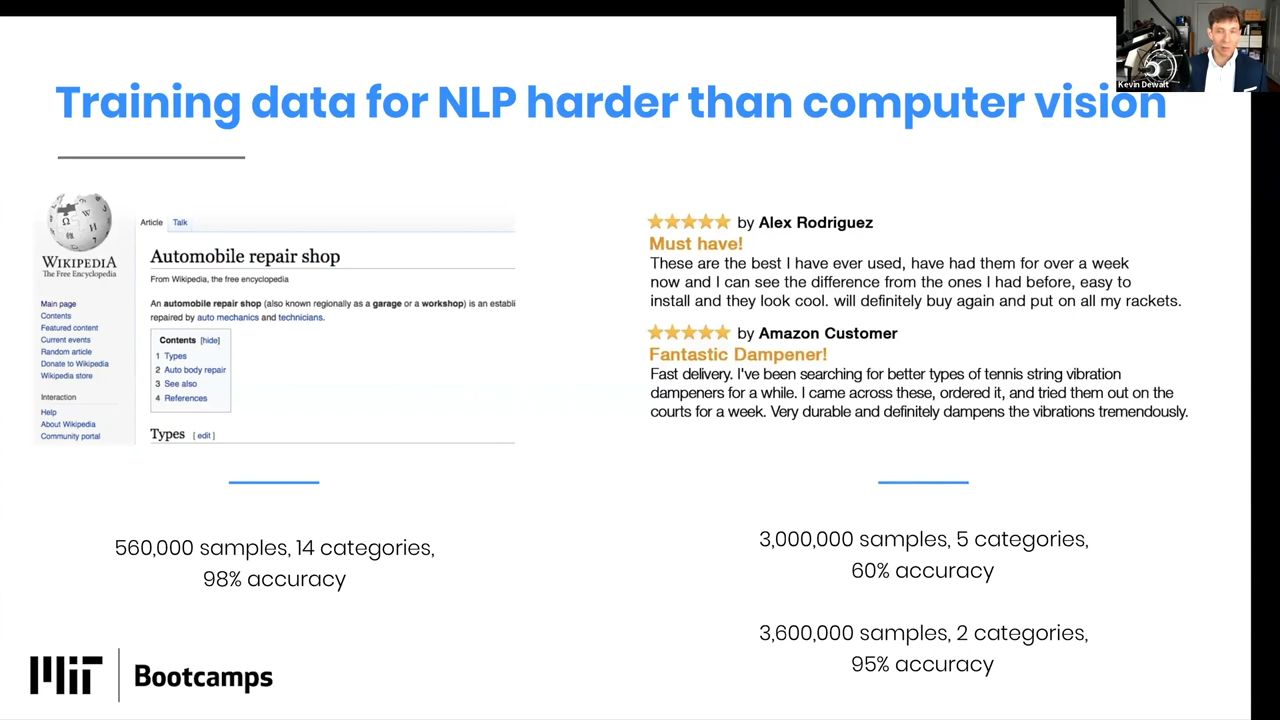 Kevin Dewalt
Training data for NLP harder than computer vision
WIKIPEDIA
The Free Encyclopedia
Main page
Contents
Featured content
Current events
Random article
Donate to Wikipedia
Wikipedia store
Interaction
Help
About Wikipedia
Community portal
Article Talk
Automobile repair shop
From Wikipedia, the free encyclopedia
An automobile repair shop (also known regionally as a garage or a workshop) is an establi
repaired by auto mechanics and technicians.
Contents [hide]
1 Types
2 Auto body repair
3 See also
4 References
Types [ edit ]
by Alex Rodriguez
Must have!
These are the best I have ever used, have had them for over a week
now and I can see the difference from the ones I had before, easy to
install and they look cool. will definitely buy again and put on all my rackets.
by Amazon Customer
Fantastic Dampener!
Fast delivery. I've been searching for better types of tennis string vibration
dampeners for a while. I came across these, ordered it, and tried them out on the
courts for a week. Very durable and definitely dampens the vibrations tremendously.
560,000 samples, 14 categories,
98% accuracy
3,000,000 samples, 5 categories,
60% accuracy
3,600,000 samples, 2 categories,
95% accuracy
MIT Bootcamps